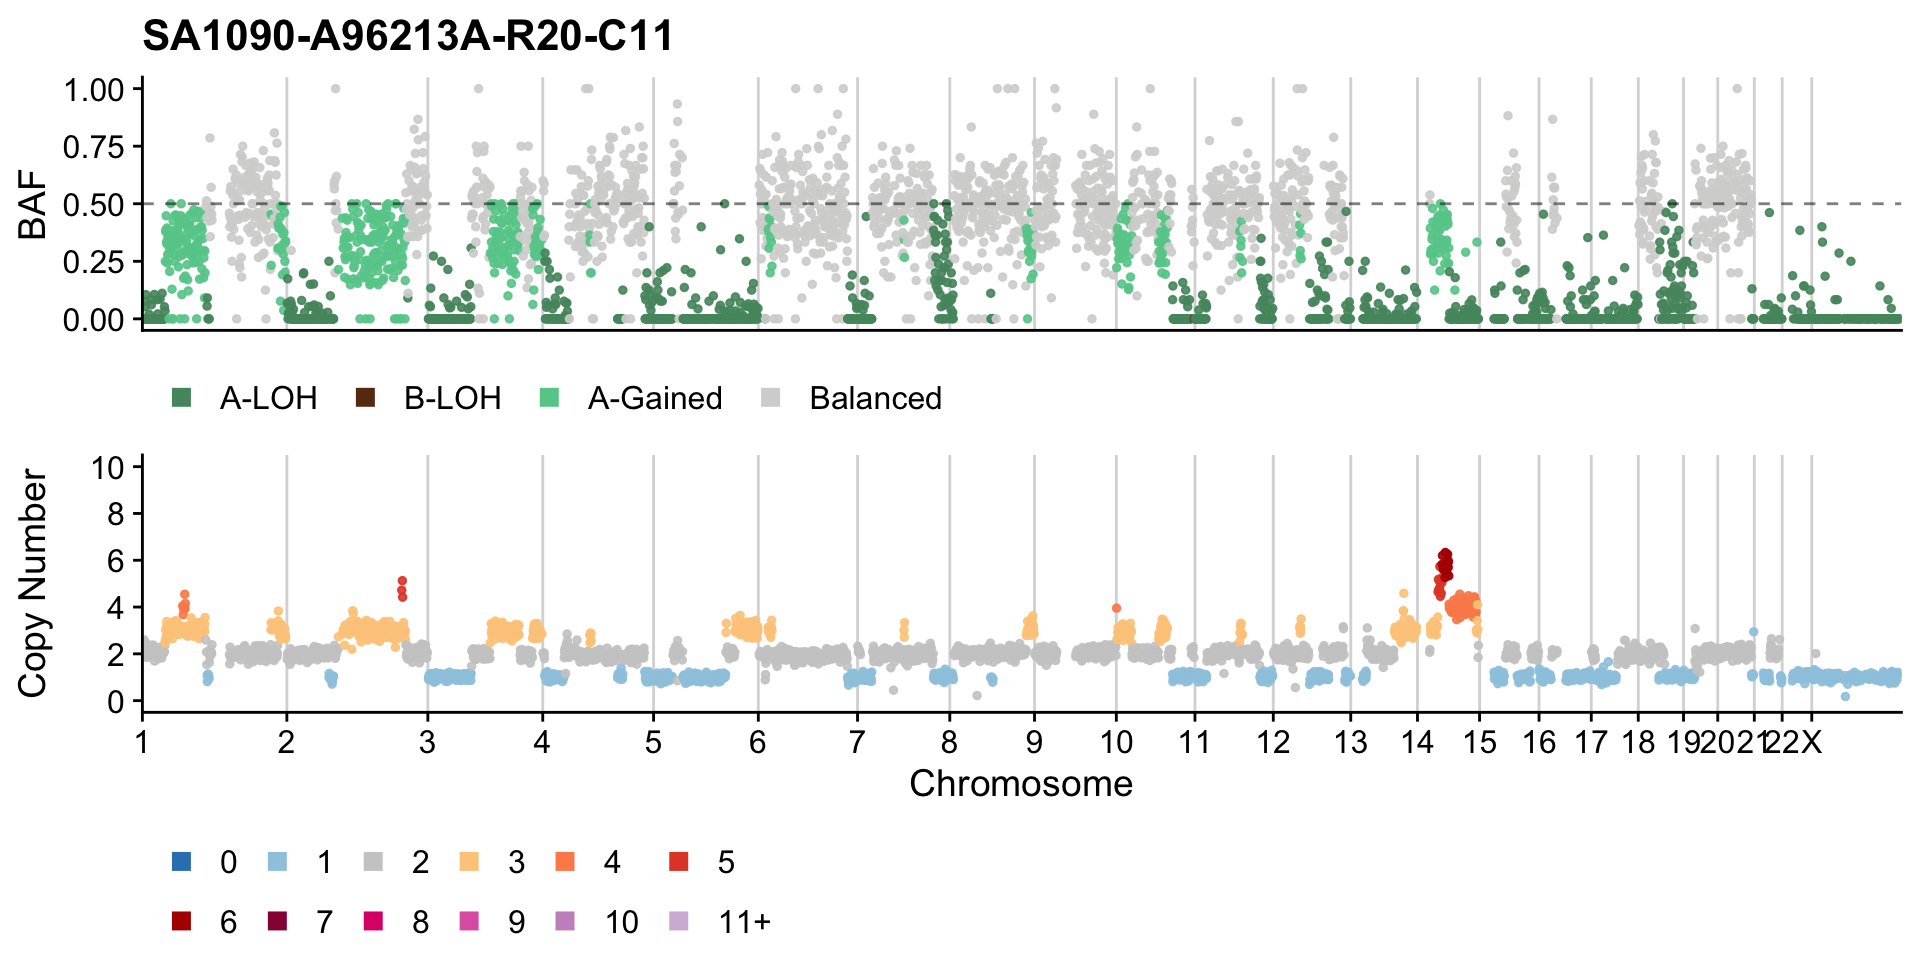 SA1090-A96213A-R20-C11
BAF
1.00
0.75
0.50
0.25
0.00
A-LOH B-LOH A-Gained Balanced
Copy Number
10
8
6
4
2
0
1 2 3 4 5 6 7 8 9 10 11 12 13 14 15 16 17 18 19 20 21 22 X
Chromosome
0 1 2 3 4 5
6 7 8 9 10 11+